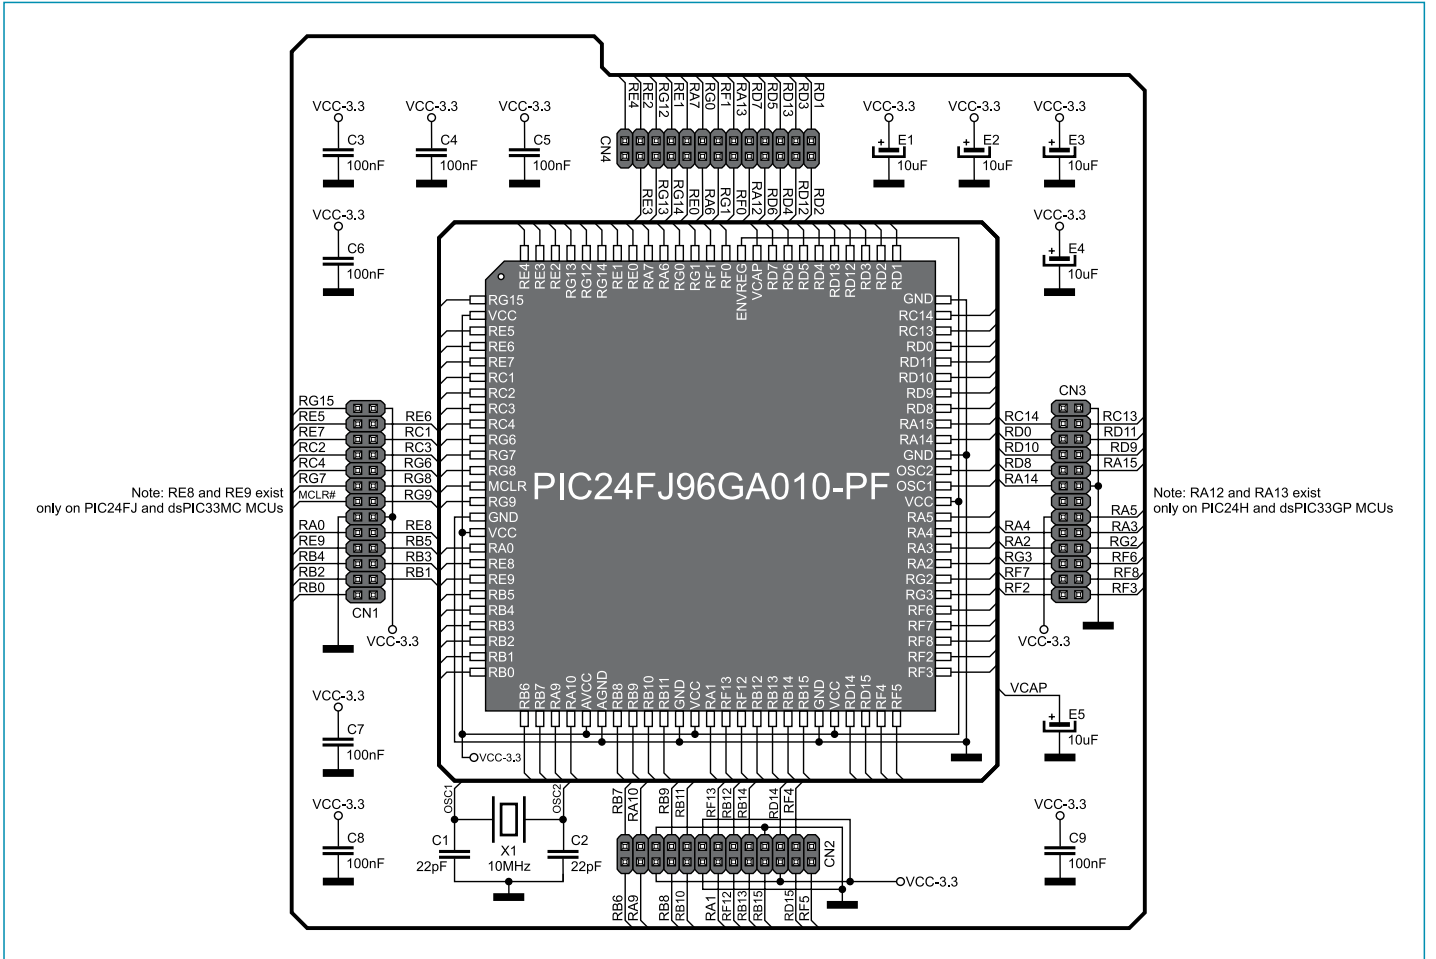 RE4
RE2
RG12
RE1
RA7
RG0
RF1
RA13
RD7
RD5
RD13
RD3
RD1
VCC-3.3
C3
100nF
VCC-3.3
C4
100nF
VCC-3.3
C5
100nF
CN4
VCC-3.3
+
E1
10uF
VCC-3.3
+
E2
10uF
VCC-3.3
+
E3
10uF
RE3
RG13
RG14
RE0
RA6
RG1
RF0
RA12
RD6
RD4
RD12
RD2
VCC-3.3
C6
100nF
VCC-3.3
+
E4
10uF
RE4
RE3
RE2
RG13
RG12
RG14
RE1
RE0
RA7
RA6
RG0
RG1
RF1
RF0
ENVREG
VCAP
RD7
RD6
RD5
RD4
RD13
RD12
RD3
RD2
RD1
RG15
VCC
RE5
RE6
RE7
RC1
RC2
RC3
RC4
RG6
RG7
RG8
MCLR
RG9
GND
VCC
RA0
RE8
RE9
RB5
RB4
RB3
RB2
RB1
RB0
PIC24FJ96GA010-PF
GND
RC14
RC13
RD0
RD11
RD10
RD9
RD8
RA15
RA14
GND
OSC2
OSC1
VCC
RA5
RA4
RA3
RA2
RG2
RG3
RF6
RF7
RF8
RF2
RF3
RB6
RB7
RA9
RA10
AVCC
AGND
RB8
RB9
RB10
RB11
GND
VCC
RA1
RF13
RF12
RB12
RB13
RB14
RB15
GND
VCC
RD14
RD15
RF4
RF5
VCC-3.3
RG15
RE5
RE7
RC2
RC4
RG7
MCLR#
RA0
RE9
RB4
RB2
RB0
RE6
RC1
RC3
RG6
RG8
RG9
RE8
RB5
RB3
RB1
CN1
VCC-3.3
Note: RE8 and RE9 exist
only on PIC24FJ and dsPIC33MC MCUs
CN3
RC14
RD0
RD10
RD8
RA14
RA4
RA2
RG3
RF7
RF2
RC13
RD11
RD9
RA15
RA5
RA3
RG2
RF6
RF8
RF3
VCC-3.3
Note: RA12 and RA13 exist
only on PIC24H and dsPIC33GP MCUs
VCC-3.3
C7
100nF
VCAP
+
E5
10uF
VCC-3.3
C8
100nF
OSC1
OSC2
C1
22pF
X1
10MHz
C2
22pF
RB7
RA10
RB9
RB11
RF13
RB12
RB14
RD14
RF4
CN2
VCC-3.3
RB6
RA9
RB8
RB10
RA1
RF12
RB13
RB15
RD15
RF5
VCC-3.3
C9
100nF